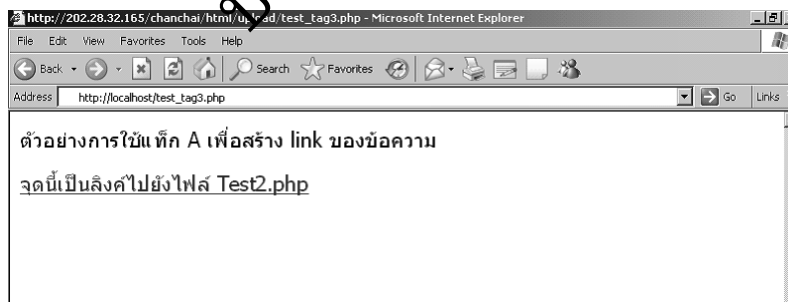 http://202.28.32.165/chanchai/html/upload/test_tag3.php - Microsoft Internet Explorer
File Edit View Favorites Tools Help
Back Search Favorites
Address http://localhost/test_tag3.php Go Links
ตัวอย่างการใช้แท็ก A เพื่อสร้าง link ของข้อความ
จุดนี้เป็นลิงค์ไปยังไฟล์ Test2.php